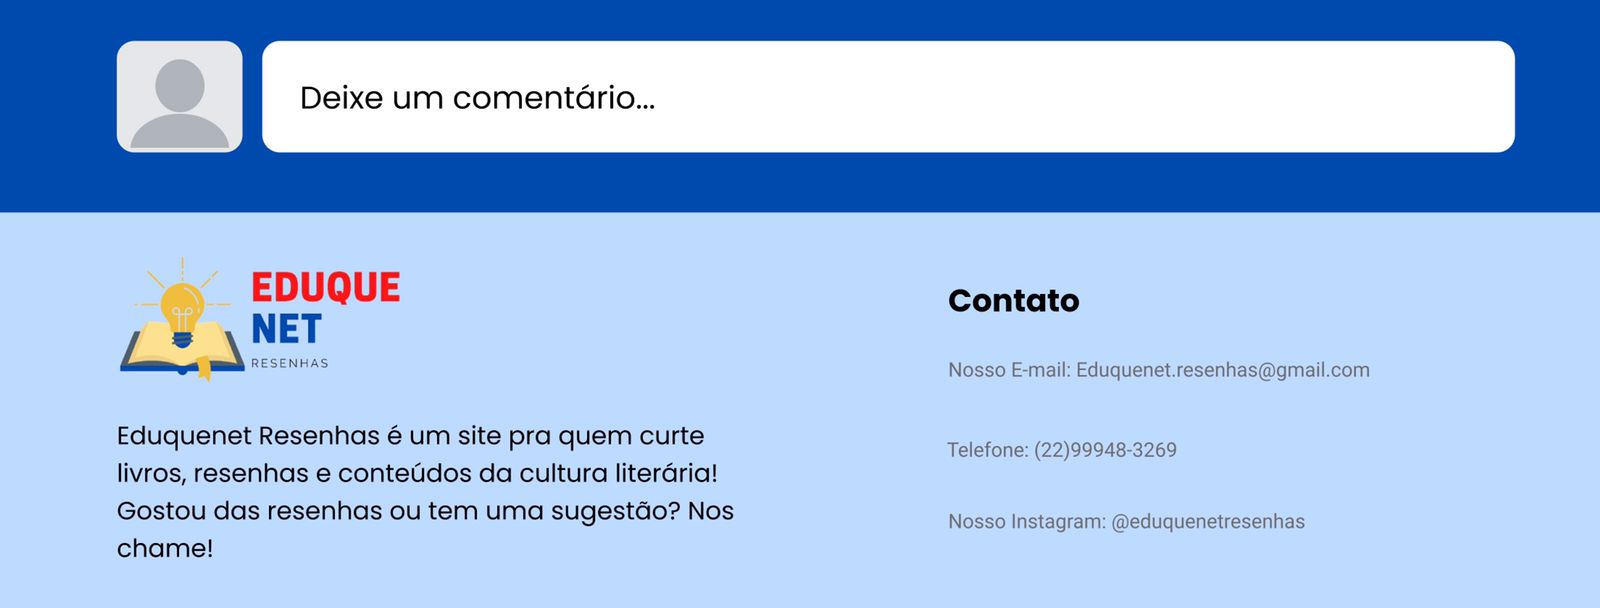 Deixe um comentário...
EDUQUE
NET
RESENHAS
Eduquenet Resenhas é um site pra quem curte
livros, resenhas e conteúdos da cultura literária!
Gostou das resenhas ou tem uma sugestão? Nos
chame!
Contato
Nosso E-mail: Eduquenet.resenhas@gmail.com
Telefone: (22)99948-3269
Nosso Instagram: @eduquenetresenhas